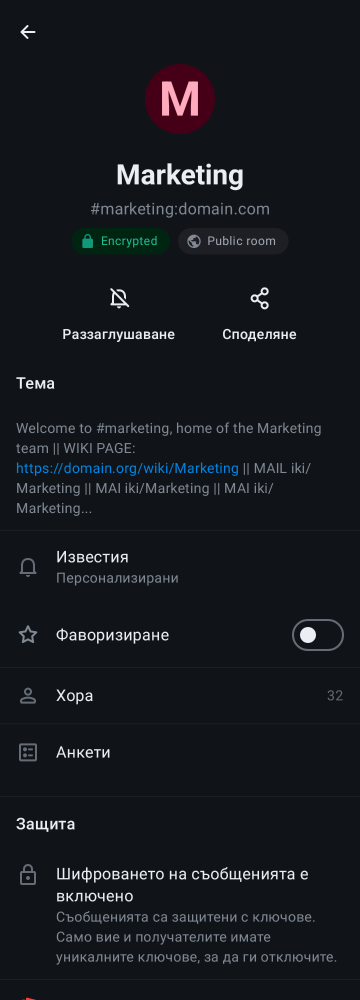 M
Marketing
#marketing:domain.com
Encrypted
Public room
Раззаглушаване
Споделяне
Тема
Welcome to #marketing, home of the Marketing
team || WIKI PAGE:
https://domain.org/wiki/Marketing || MAIL iki/
Marketing || MAI iki/Marketing || MAI iki/
Marketing...
Известия
Персонализирани
Фаворизиране
Хора 32
Анкети
Защита
Шифроването на съобщенията е
включено
Съобщенията са защитени с ключове.
Само вие и получателите имате
уникалните ключове, за да ги отключите.